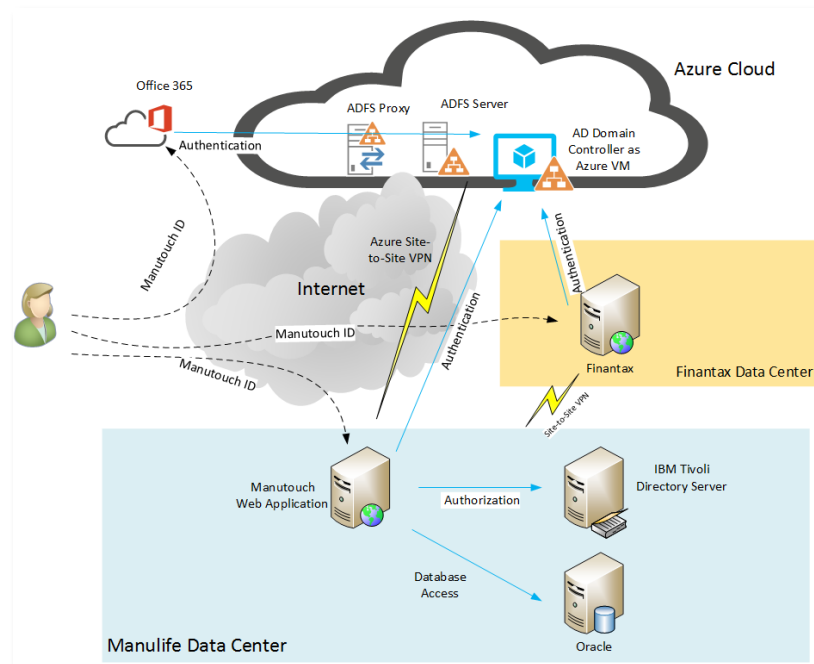 Azure Cloud
Office 365
ADFS Proxy
ADFS Server
Authentication
AD Domain
Controller as
Azure VM
Manutouch ID
Azure Site-
to-Site VPN
Internet
Authentication
Authentication
Manutouch ID
Manutouch ID
Finantax
Finantax Data Center
Site-to-Site VPN
Manutouch
Web Application
Authorization
IBM Tivoli
Directory Server
Database
Access
Oracle
Manulife Data Center